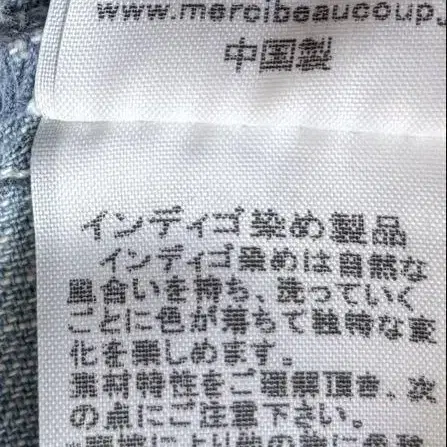 www.mercibeaucoup,
中国製
インディゴ染め製品
インディゴ染めは自然な
風合いを持ち、洗っていく
ごとに色が落ちて独特な変
化を楽しめます。
素材特性をご理解頂き、次
の点にご注意下さい。